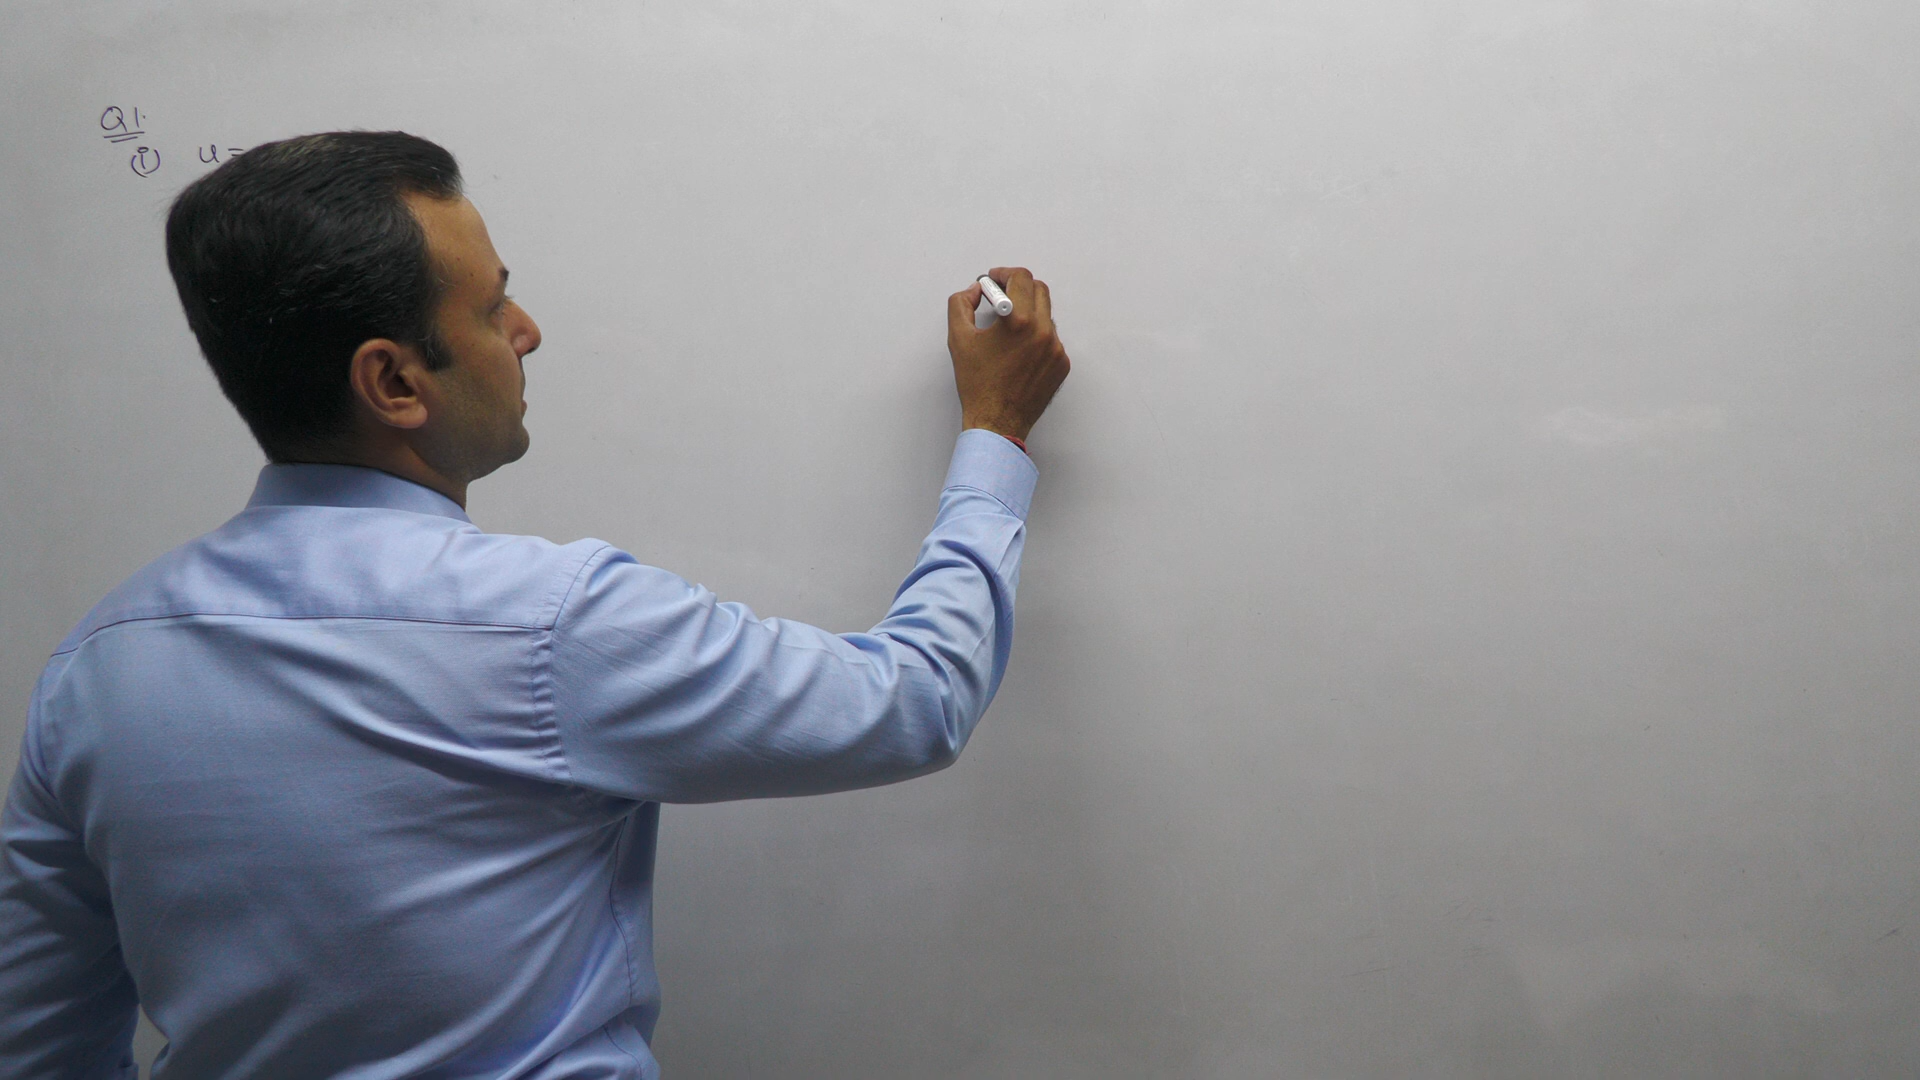 Q1.
(i) u =